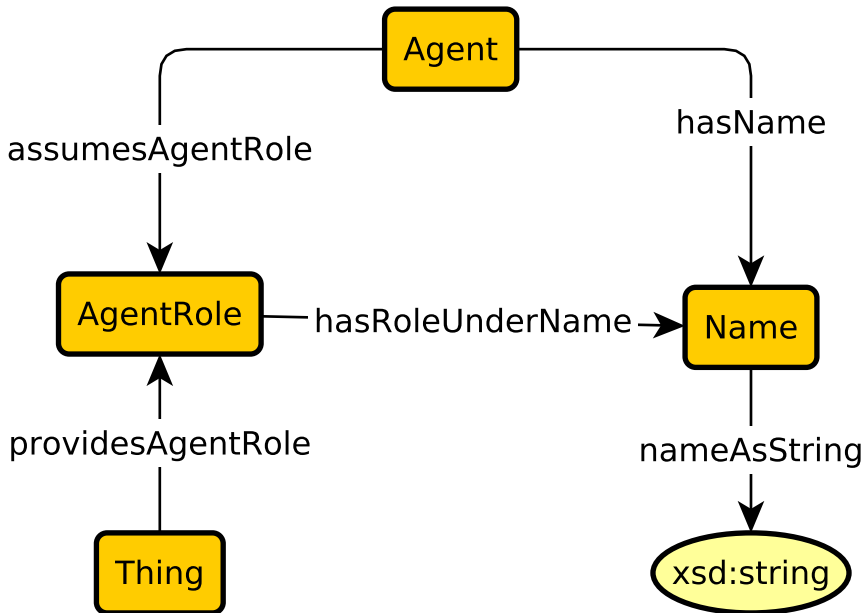 Agent
hasName
assumesAgentRole
AgentRole
hasRoleUnderName
Name
providesAgentRole
nameAsString
Thing
xsd:string